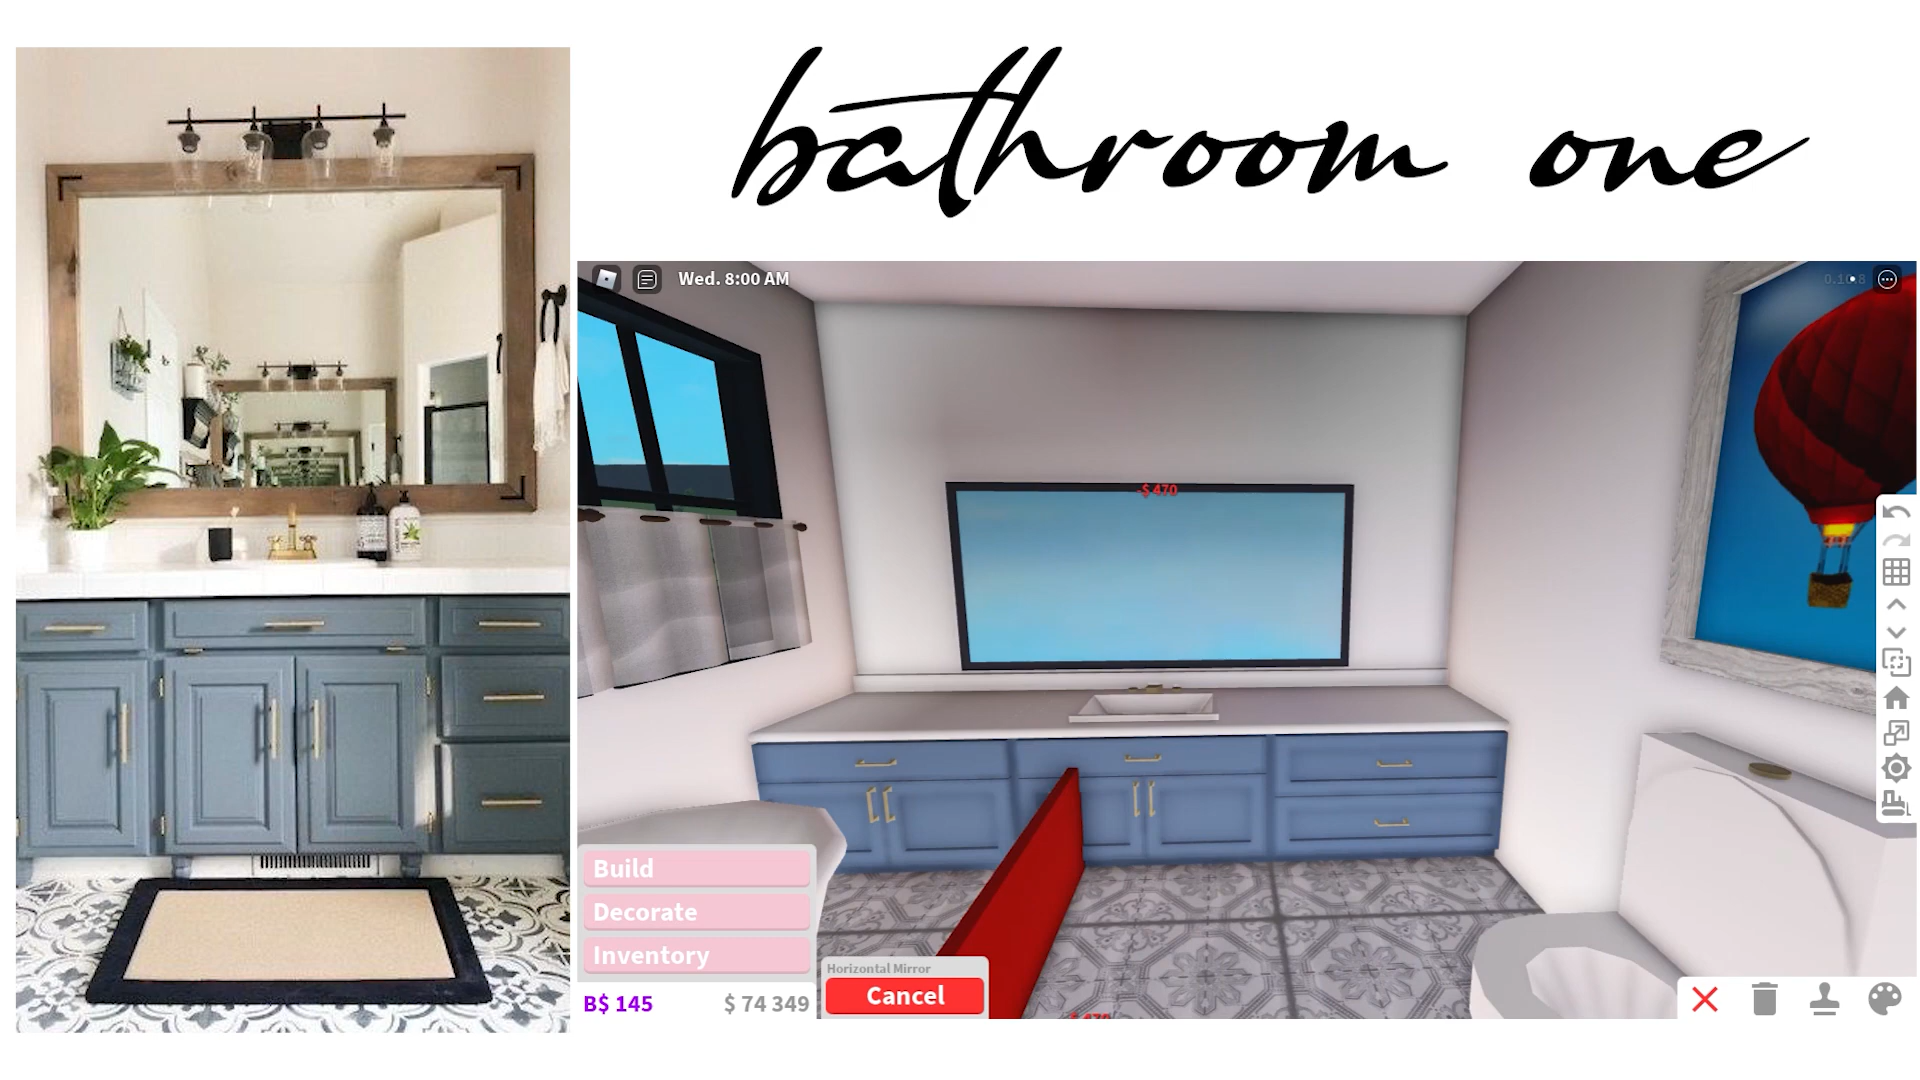 bathroom one
Wed. 8:00 AM
-$ 470
Build
Decorate
Inventory
B$ 145
$ 74 349
Horizontal Mirror
Cancel